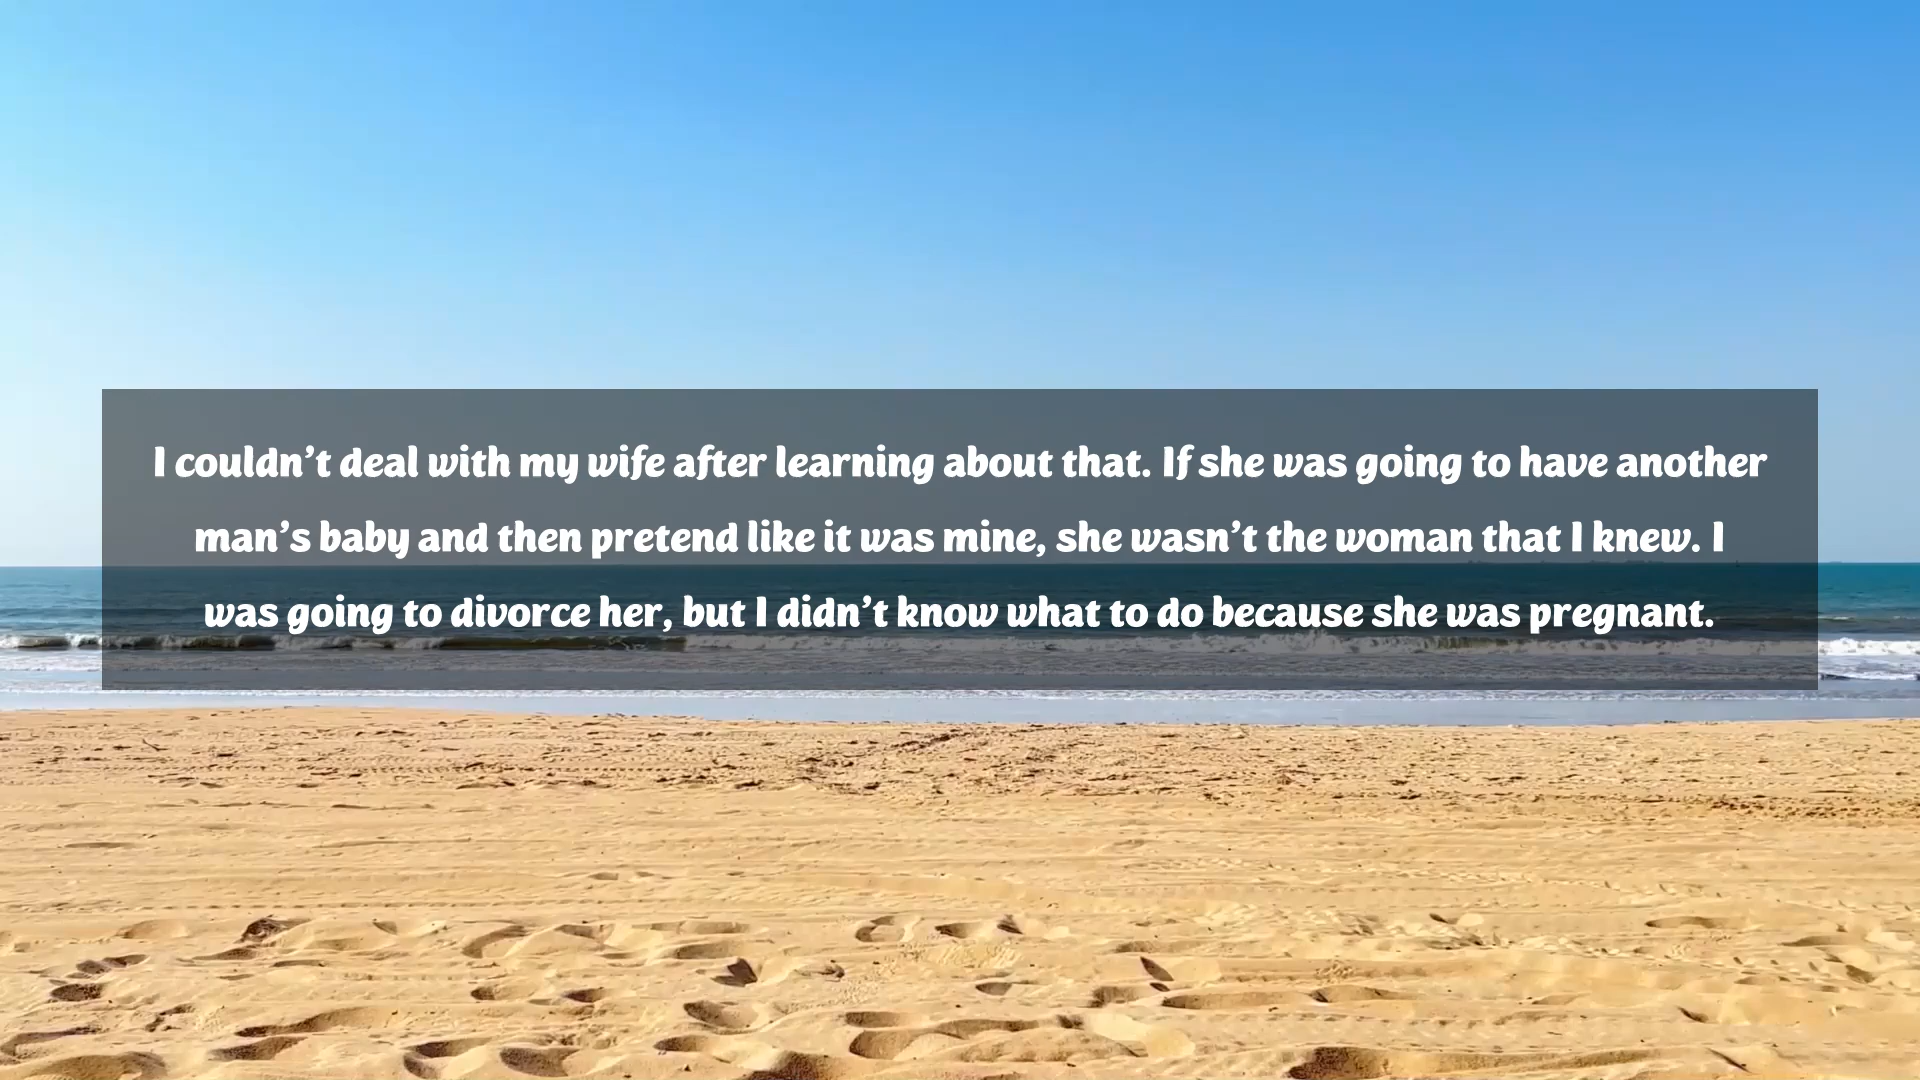 I couldn’t deal with my wife after learning about that. If she was going to have another
man’s baby and then pretend like it was mine, she wasn’t the woman that I knew. I
was going to divorce her, but I didn’t know what to do because she was pregnant.